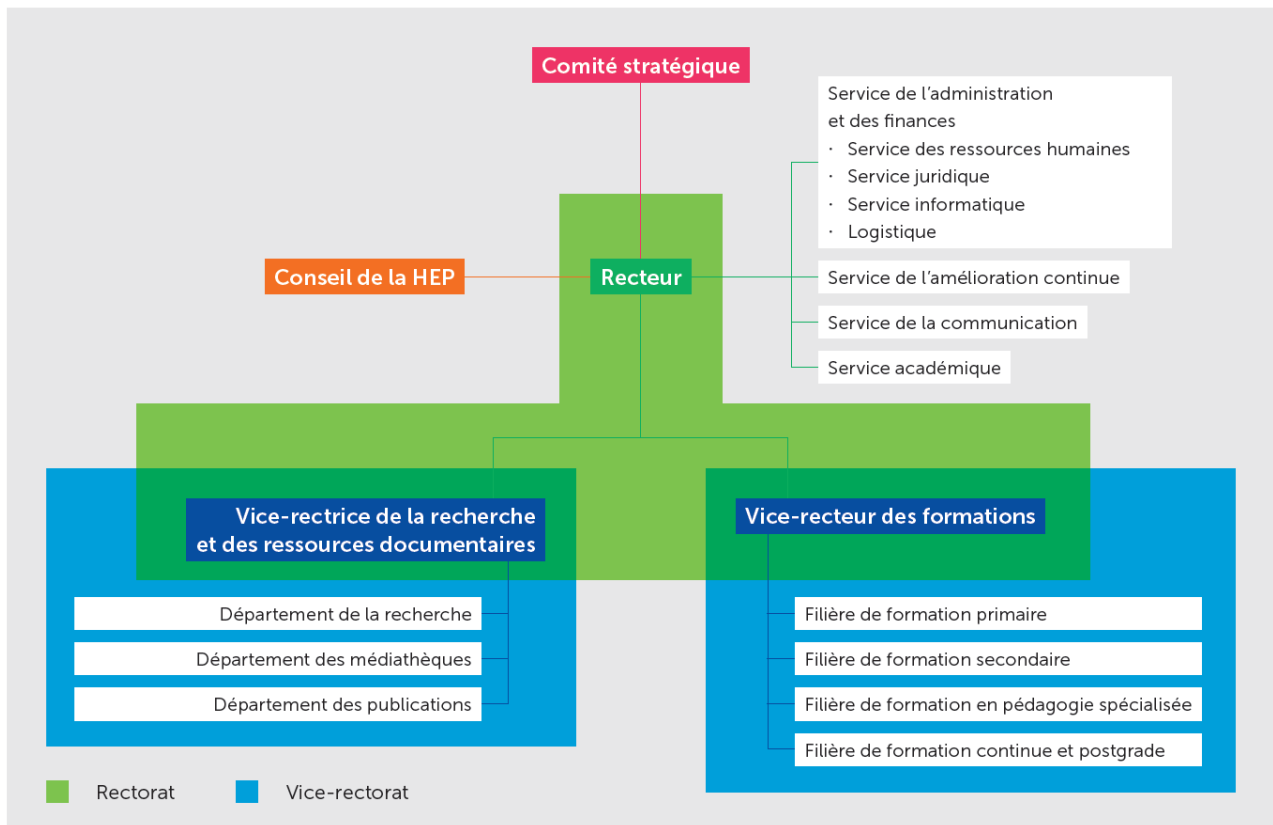 Comité stratégique
Service de l’administration
et des finances
· Service des ressources humaines
· Service juridique
· Service informatique
· Logistique
Conseil de la HEP
Recteur
Service de l’amélioration continue
Service de la communication
Service académique
Vice-rectrice de la recherche
et des ressources documentaires
Département de la recherche
Département des médiathèques
Département des publications
Vice-recteur des formations
Filière de formation primaire
Filière de formation secondaire
Filière de formation en pédagogie spécialisée
Filière de formation continue et postgrade
Rectorat
Vice-rectorat